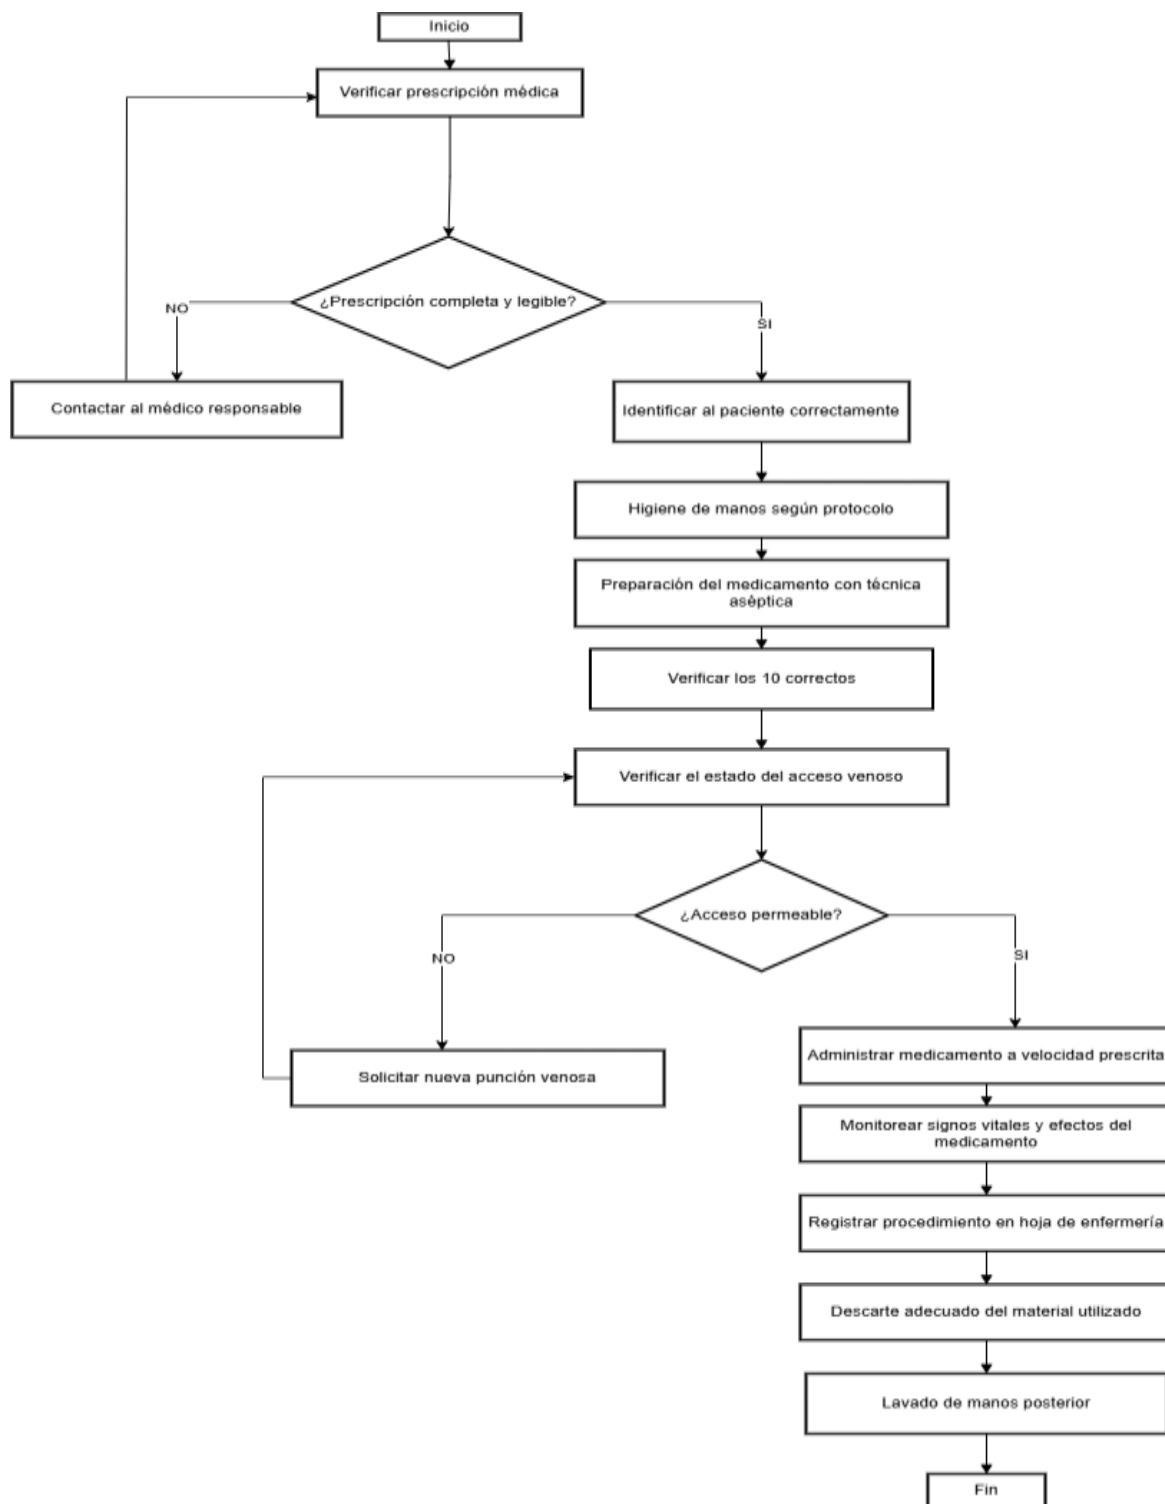 Inicio
Verificar prescripción médica
¿Prescripción completa y legible?
NO
SI
Contactar al médico responsable
Identificar al paciente correctamente
Higiene de manos según protocolo
Preparación del medicamento con técnica
aséptica
Verificar los 10 correctos
Verificar el estado del acceso venoso
¿Acceso permeable?
NO
SI
Solicitar nueva punción venosa
Administrar medicamento a velocidad prescrita
Monitorear signos vitales y efectos del
medicamento
Registrar procedimiento en hoja de enfermería
Descarte adecuado del material utilizado
Lavado de manos posterior
Fin